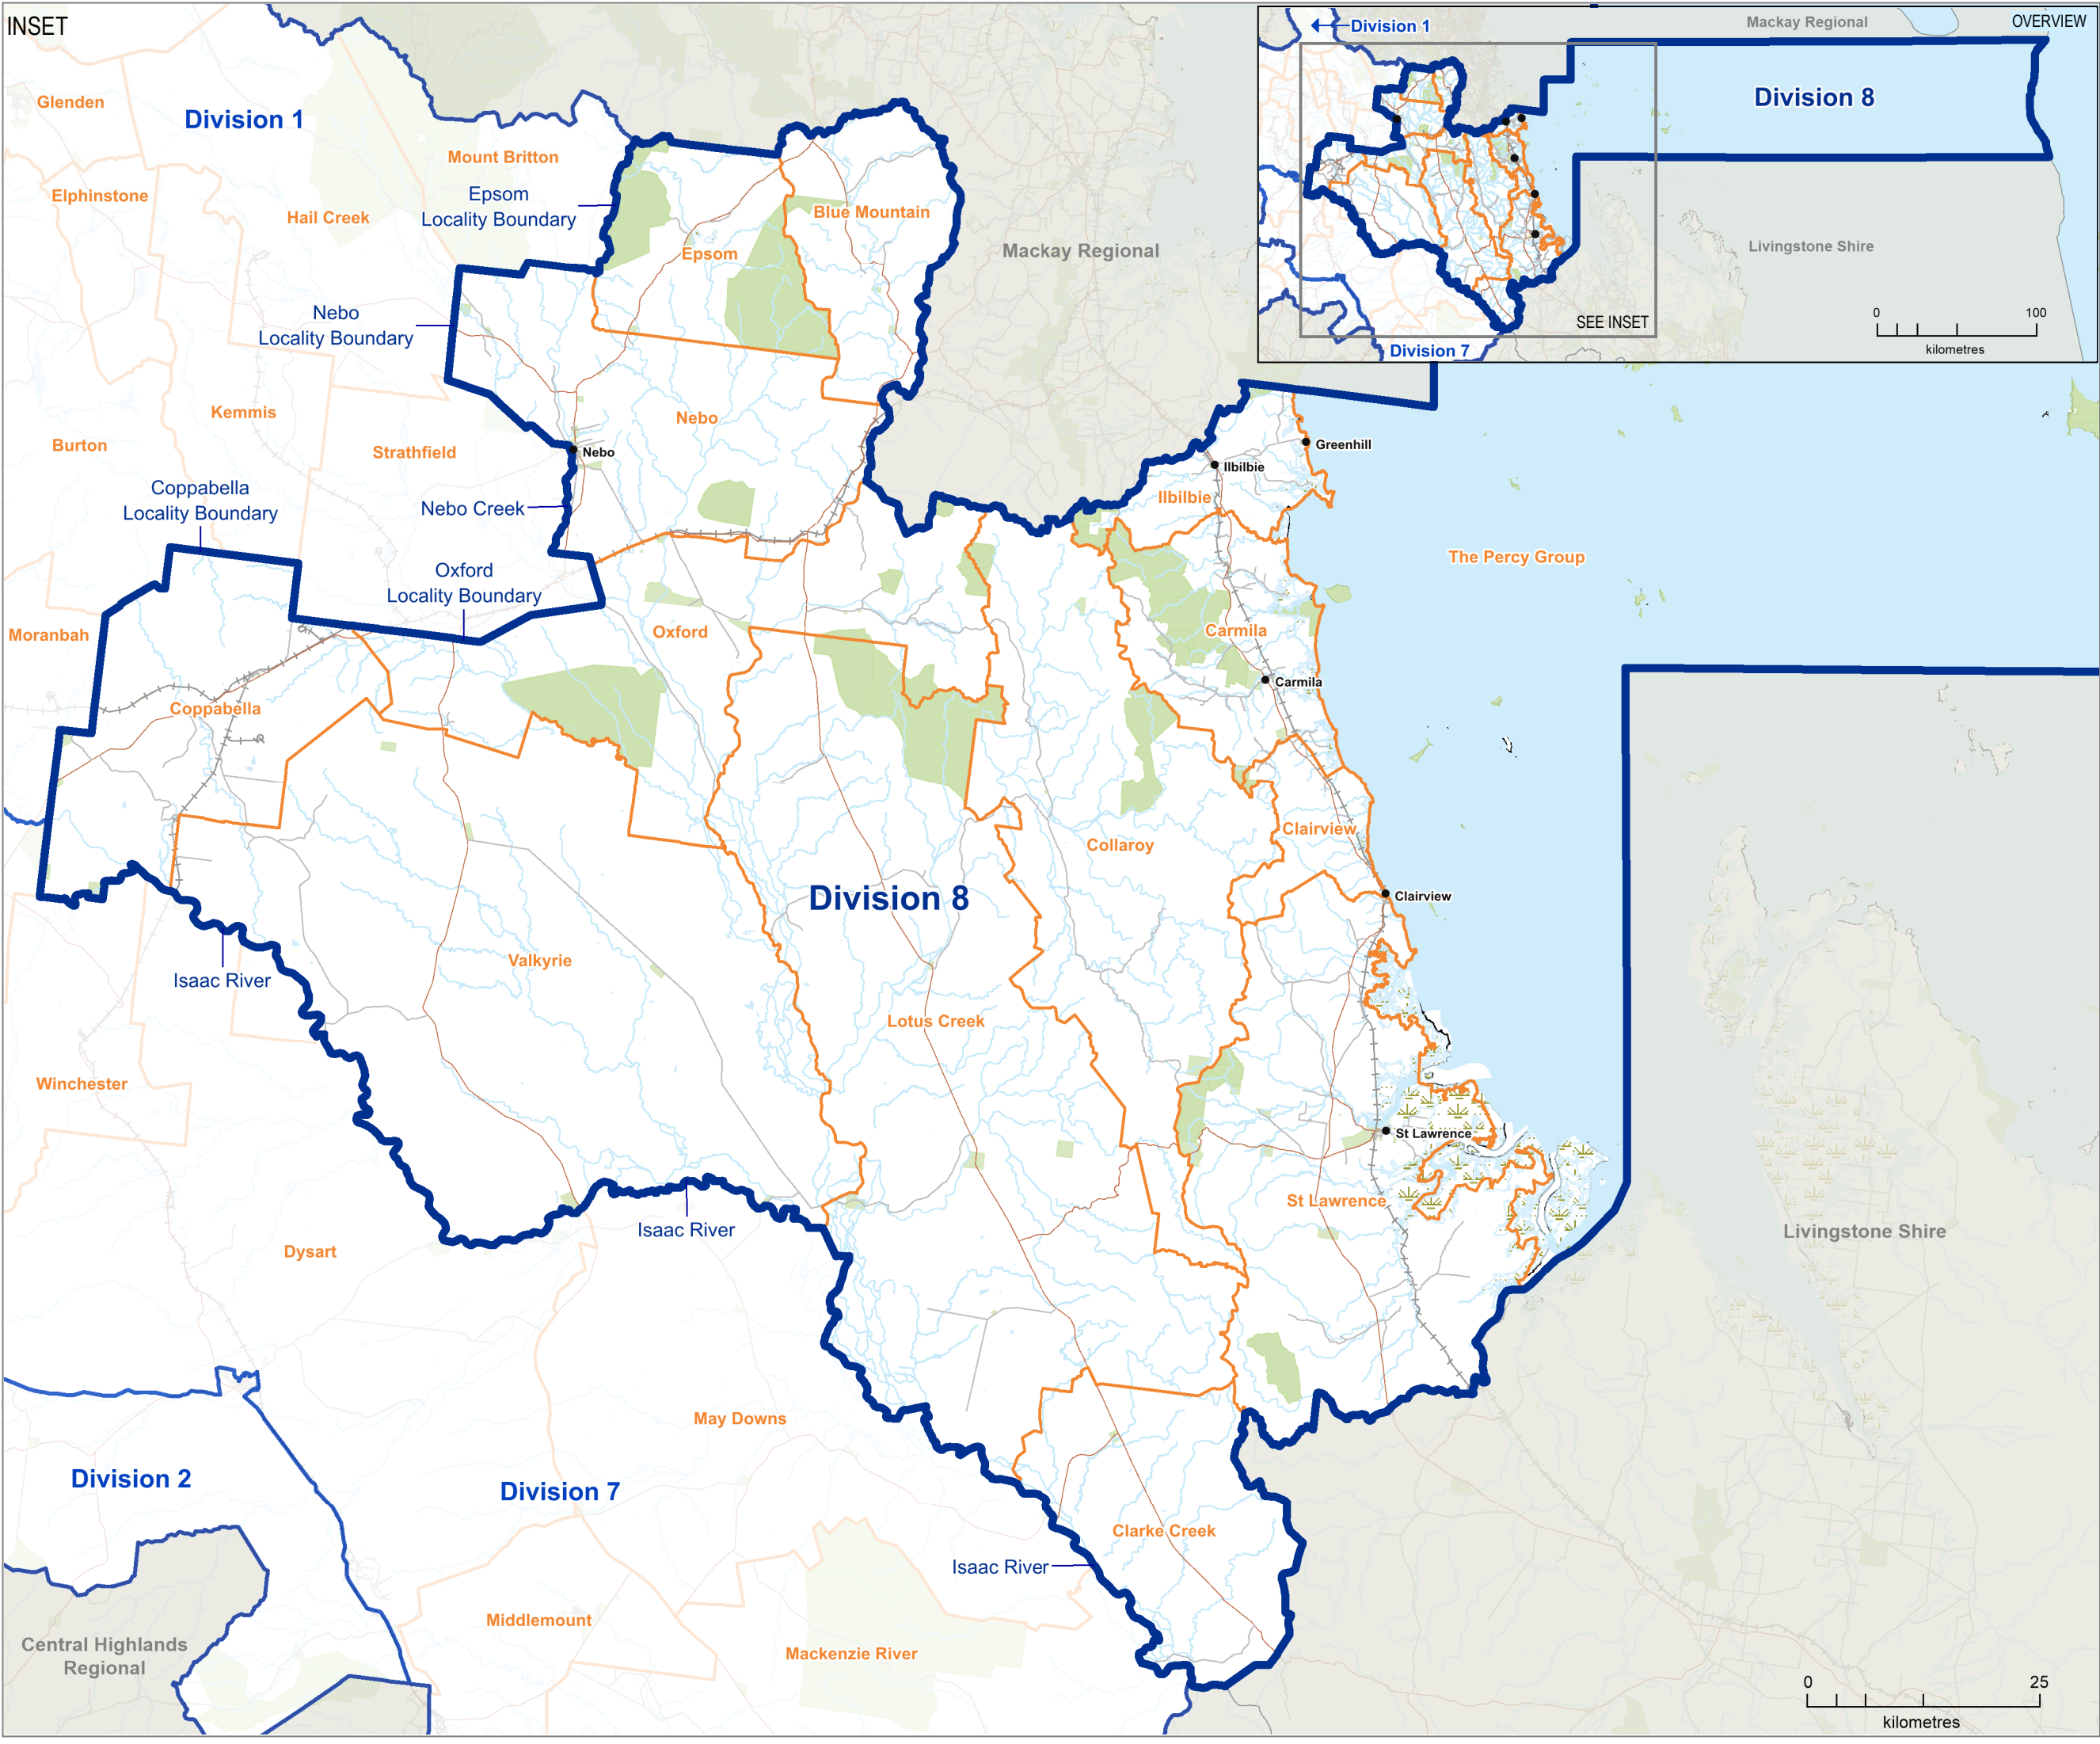 INSET
Glenden
Division 1
Mount Britton
Elphinstone
Epsom
Locality Boundary
Hail Creek
Epsom
Blue Mountain
Mackay Regional
Nebo
Locality Boundary
Kemmis
Burton
Strathfield
Nebo
Nebo
Coppabella
Locality Boundary
Nebo Creek
Oxford
Locality Boundary
Moranbah
Oxford
Coppabella
Greenhill
Ilbilbie
Ilbilbie
The Percy Group
Carmila
Carmila
Clairview
Collaroy
Division 8
Clairview
Valkyrie
Isaac River
Lotus Creek
Winchester
St Lawrence
St Lawrence
Isaac River
Dysart
Livingstone Shire
May Downs
Division 2
Division 7
Clarke Creek
Isaac River
Middlemount
Central Highlands
Regional
Mackenzie River
0 25
kilometres
OVERVIEW
Division 1
Mackay Regional
Division 8
Livingstone Shire
SEE INSET
Division 7
0 100
kilometres